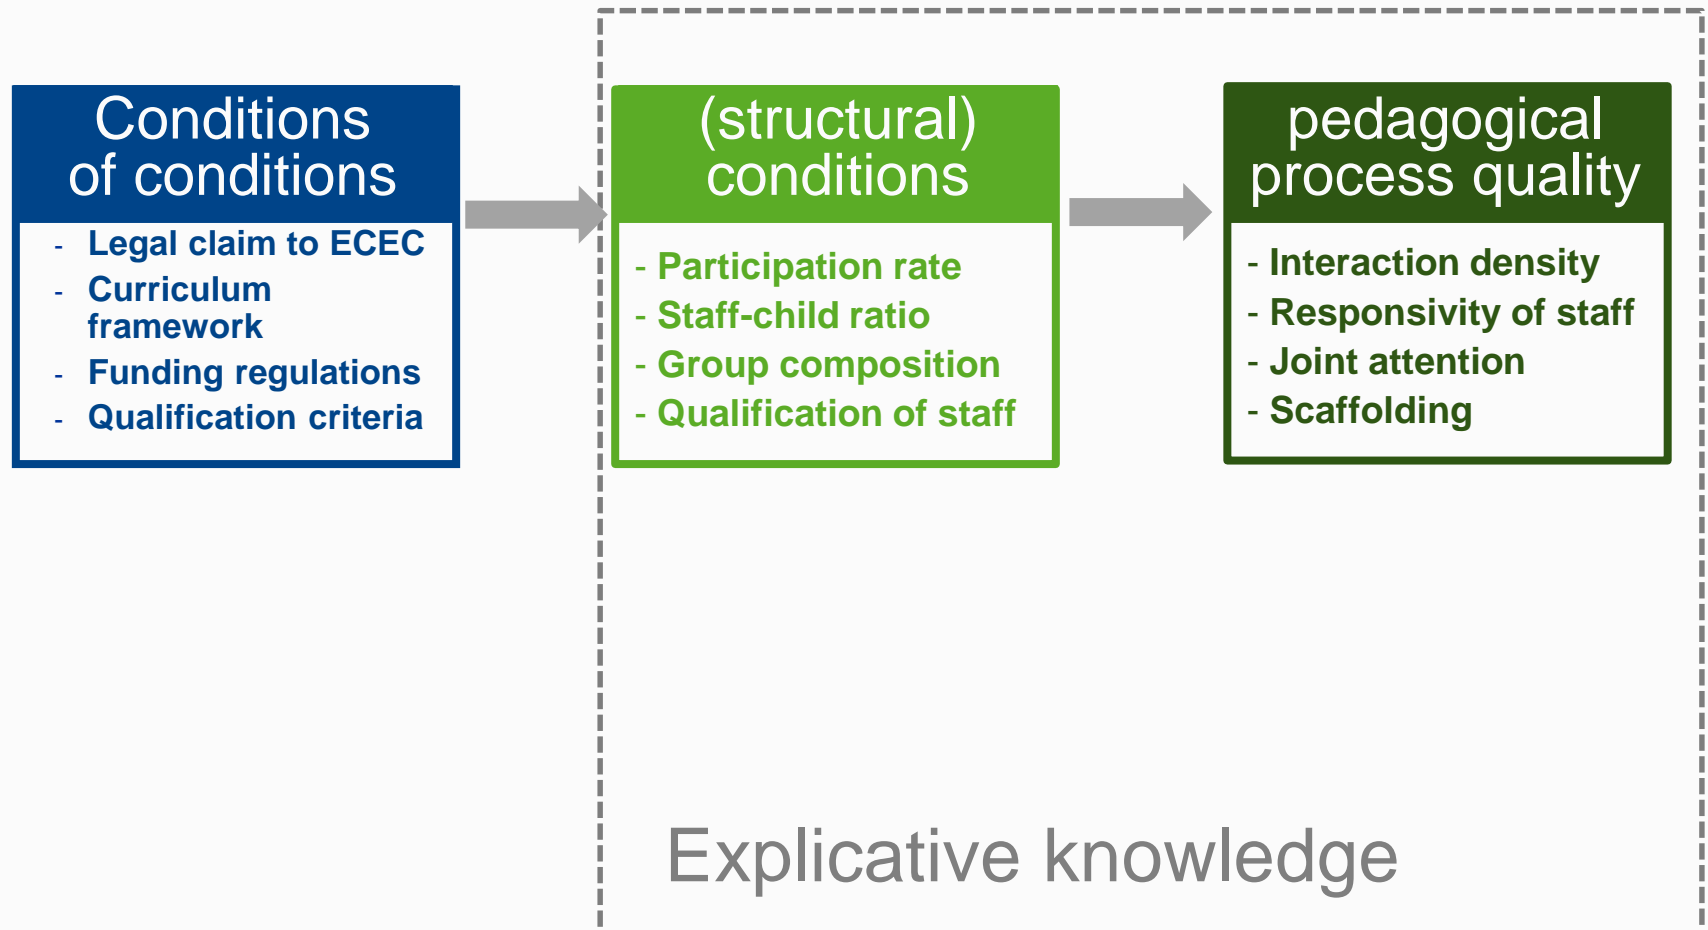 Conditions
of conditions
- Legal claim to ECEC
- Curriculum
framework
- Funding regulations
- Qualification criteria
(structural)
conditions
- Participation rate
- Staff-child ratio
- Group composition
- Qualification of staff
pedagogical
process quality
- Interaction density
- Responsivity of staff
- Joint attention
- Scaffolding
Explicative knowledge